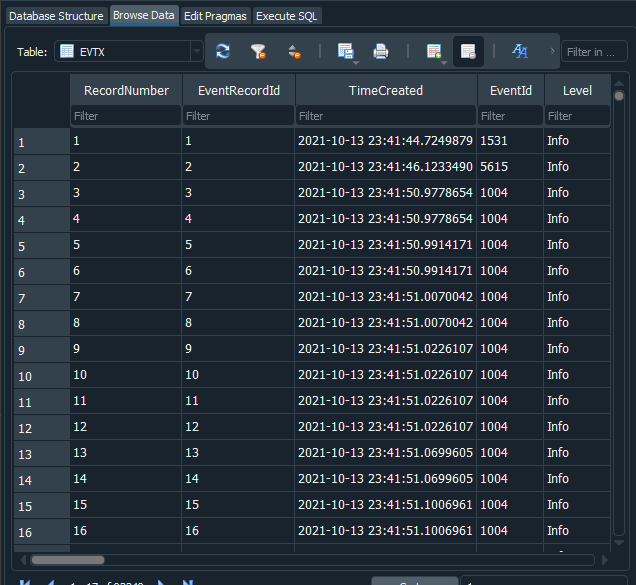 Database Structure Browse Data Edit Pragmas Execute SQL
Table: EVTX Filter in ...
RecordNumber EventRecordId TimeCreated EventId Level
Filter Filter Filter Filter Filter
1 1 1 2021-10-13 23:41:44.7249879 1531 Info
2 2 2 2021-10-13 23:41:46.1233490 5615 Info
3 3 3 2021-10-13 23:41:50.9778654 1004 Info
4 4 4 2021-10-13 23:41:50.9778654 1004 Info
5 5 5 2021-10-13 23:41:50.9914171 1004 Info
6 6 6 2021-10-13 23:41:50.9914171 1004 Info
7 7 7 2021-10-13 23:41:51.0070042 1004 Info
8 8 8 2021-10-13 23:41:51.0070042 1004 Info
9 9 9 2021-10-13 23:41:51.0226107 1004 Info
10 10 10 2021-10-13 23:41:51.0226107 1004 Info
11 11 11 2021-10-13 23:41:51.0226107 1004 Info
12 12 12 2021-10-13 23:41:51.0226107 1004 Info
13 13 13 2021-10-13 23:41:51.0699605 1004 Info
14 14 14 2021-10-13 23:41:51.0699605 1004 Info
15 15 15 2021-10-13 23:41:51.1006961 1004 Info
16 16 16 2021-10-13 23:41:51.1006961 1004 Info